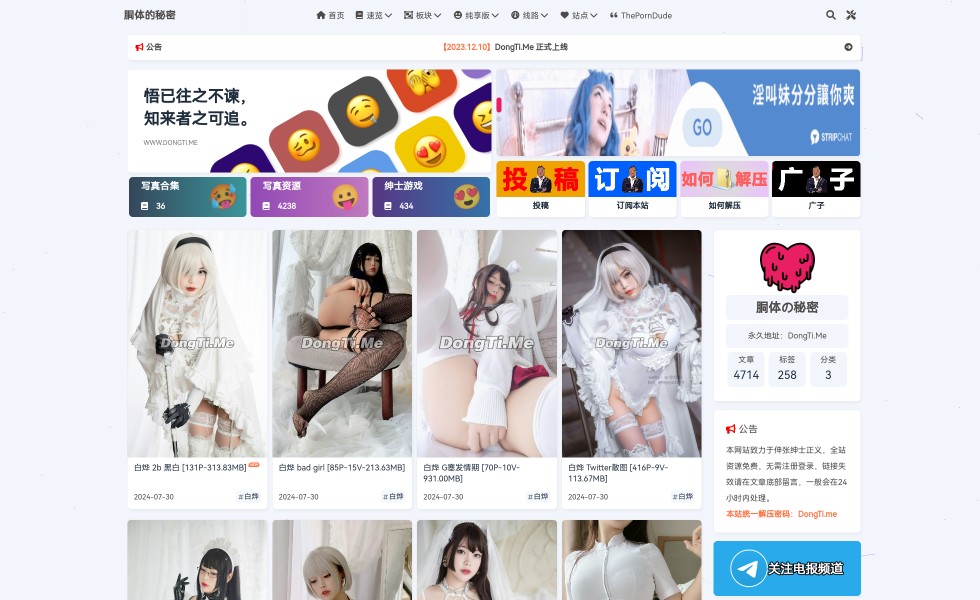 胴体的秘密
首页
速览
板块
纯享版
线路
站点
ThePornDude
公告
【2023.12.10】DongTi.Me 正式上线
悟已往之不谏，
知来者之可追。
WWW.DONGTI.ME
淫叫妹分分讓你爽
GO
STRIPCHAT
写真合集
36
写真资源
4238
绅士游戏
434
投稿
订阅
如何解压
广子
投稿
订阅本站
如何解压
广子
DongTi.Me
DongTi.Me
DongTi.Me
DongTi.Me
白烨 2b 黑白 [131P-313.83MB]
2024-07-30
#白烨
白烨 bad girl [85P-15V-213.63MB]
2024-07-30
#白烨
白烨 G塞发情期 [70P-10V-
931.00MB]
2024-07-30
#白烨
白烨 Twitter散图 [416P-9V-
113.67MB]
2024-07-30
#白烨
胴体の秘密
永久地址：DongTi.Me
文章
4714
标签
258
分类
3
公告
本网站致力于伸张绅士正义，全站
资源免费，无需注册登录，链接失
效请在文章底部留言，一般会在24
小时内处理。
本站统一解压密码：DongTi.me
关注电报频道